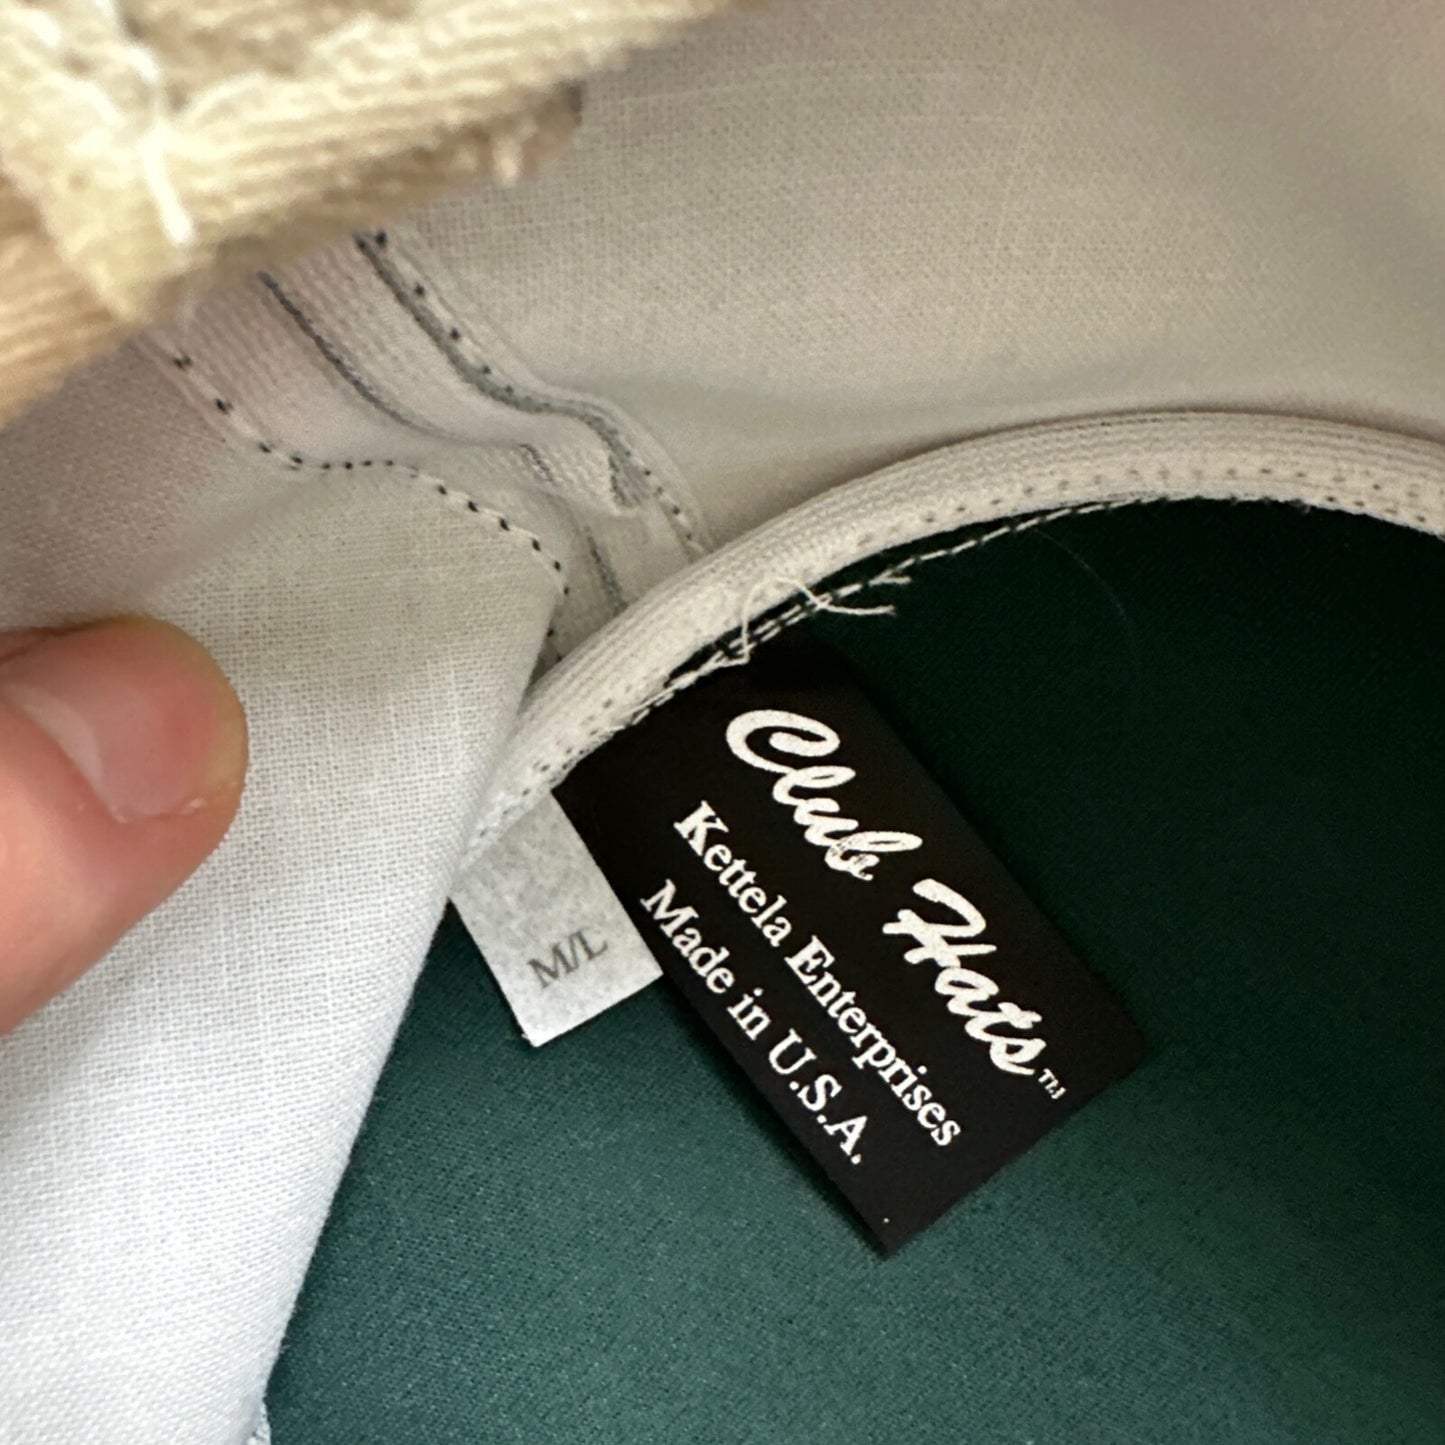 Club Hats™
Kettela Enterprises
Made in U.S.A.
M/L